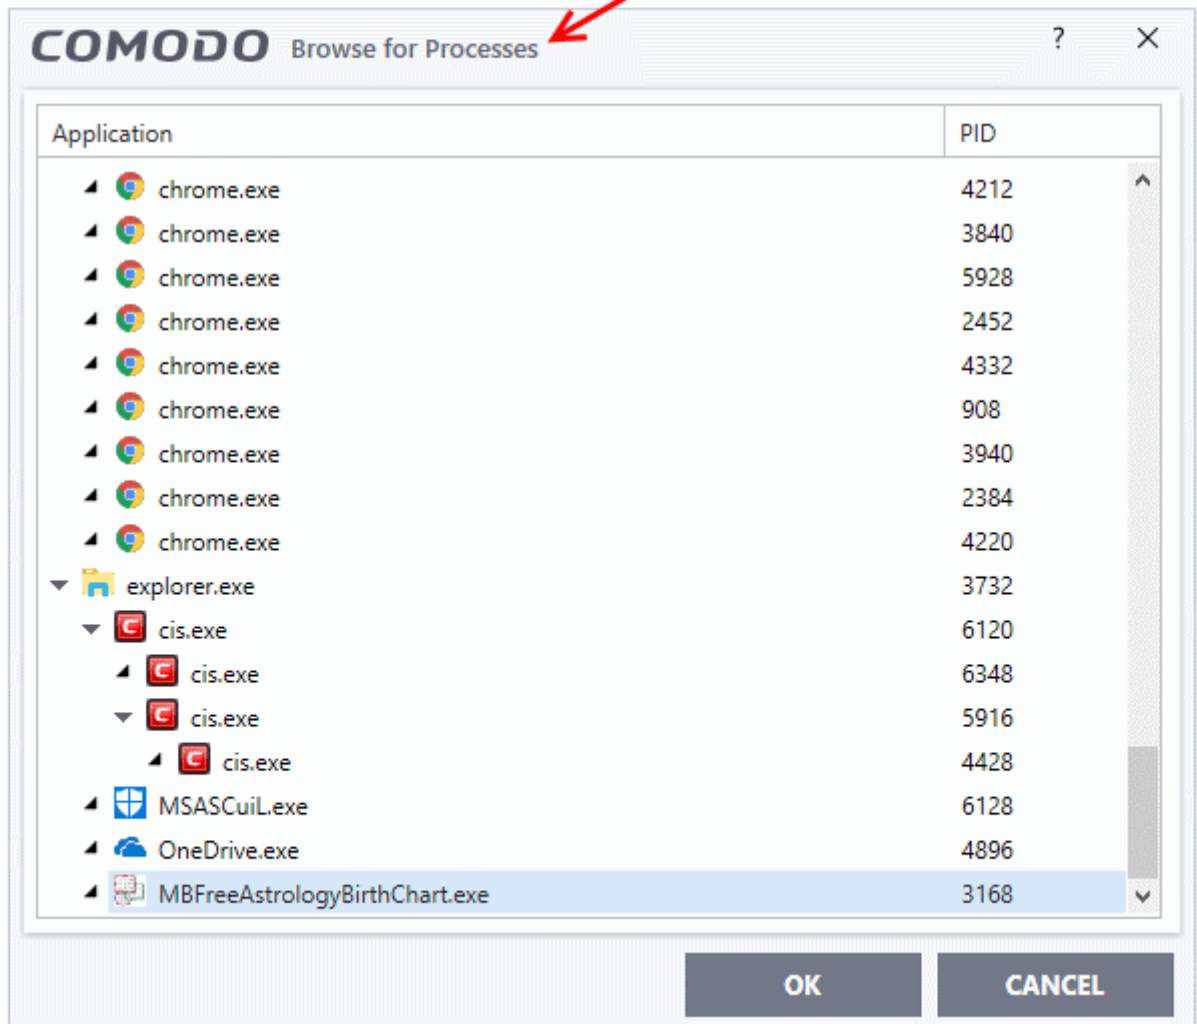 COMODO Browse for Processes ? X
Application PID
chrome.exe 4212
chrome.exe 3840
chrome.exe 5928
chrome.exe 2452
chrome.exe 4332
chrome.exe 908
chrome.exe 3940
chrome.exe 2384
chrome.exe 4220
explorer.exe 3732
cis.exe 6120
cis.exe 6348
cis.exe 5916
cis.exe 4428
MSASCuiL.exe 6128
OneDrive.exe 4896
MBFreeAstrologyBirthChart.exe 3168
OK CANCEL